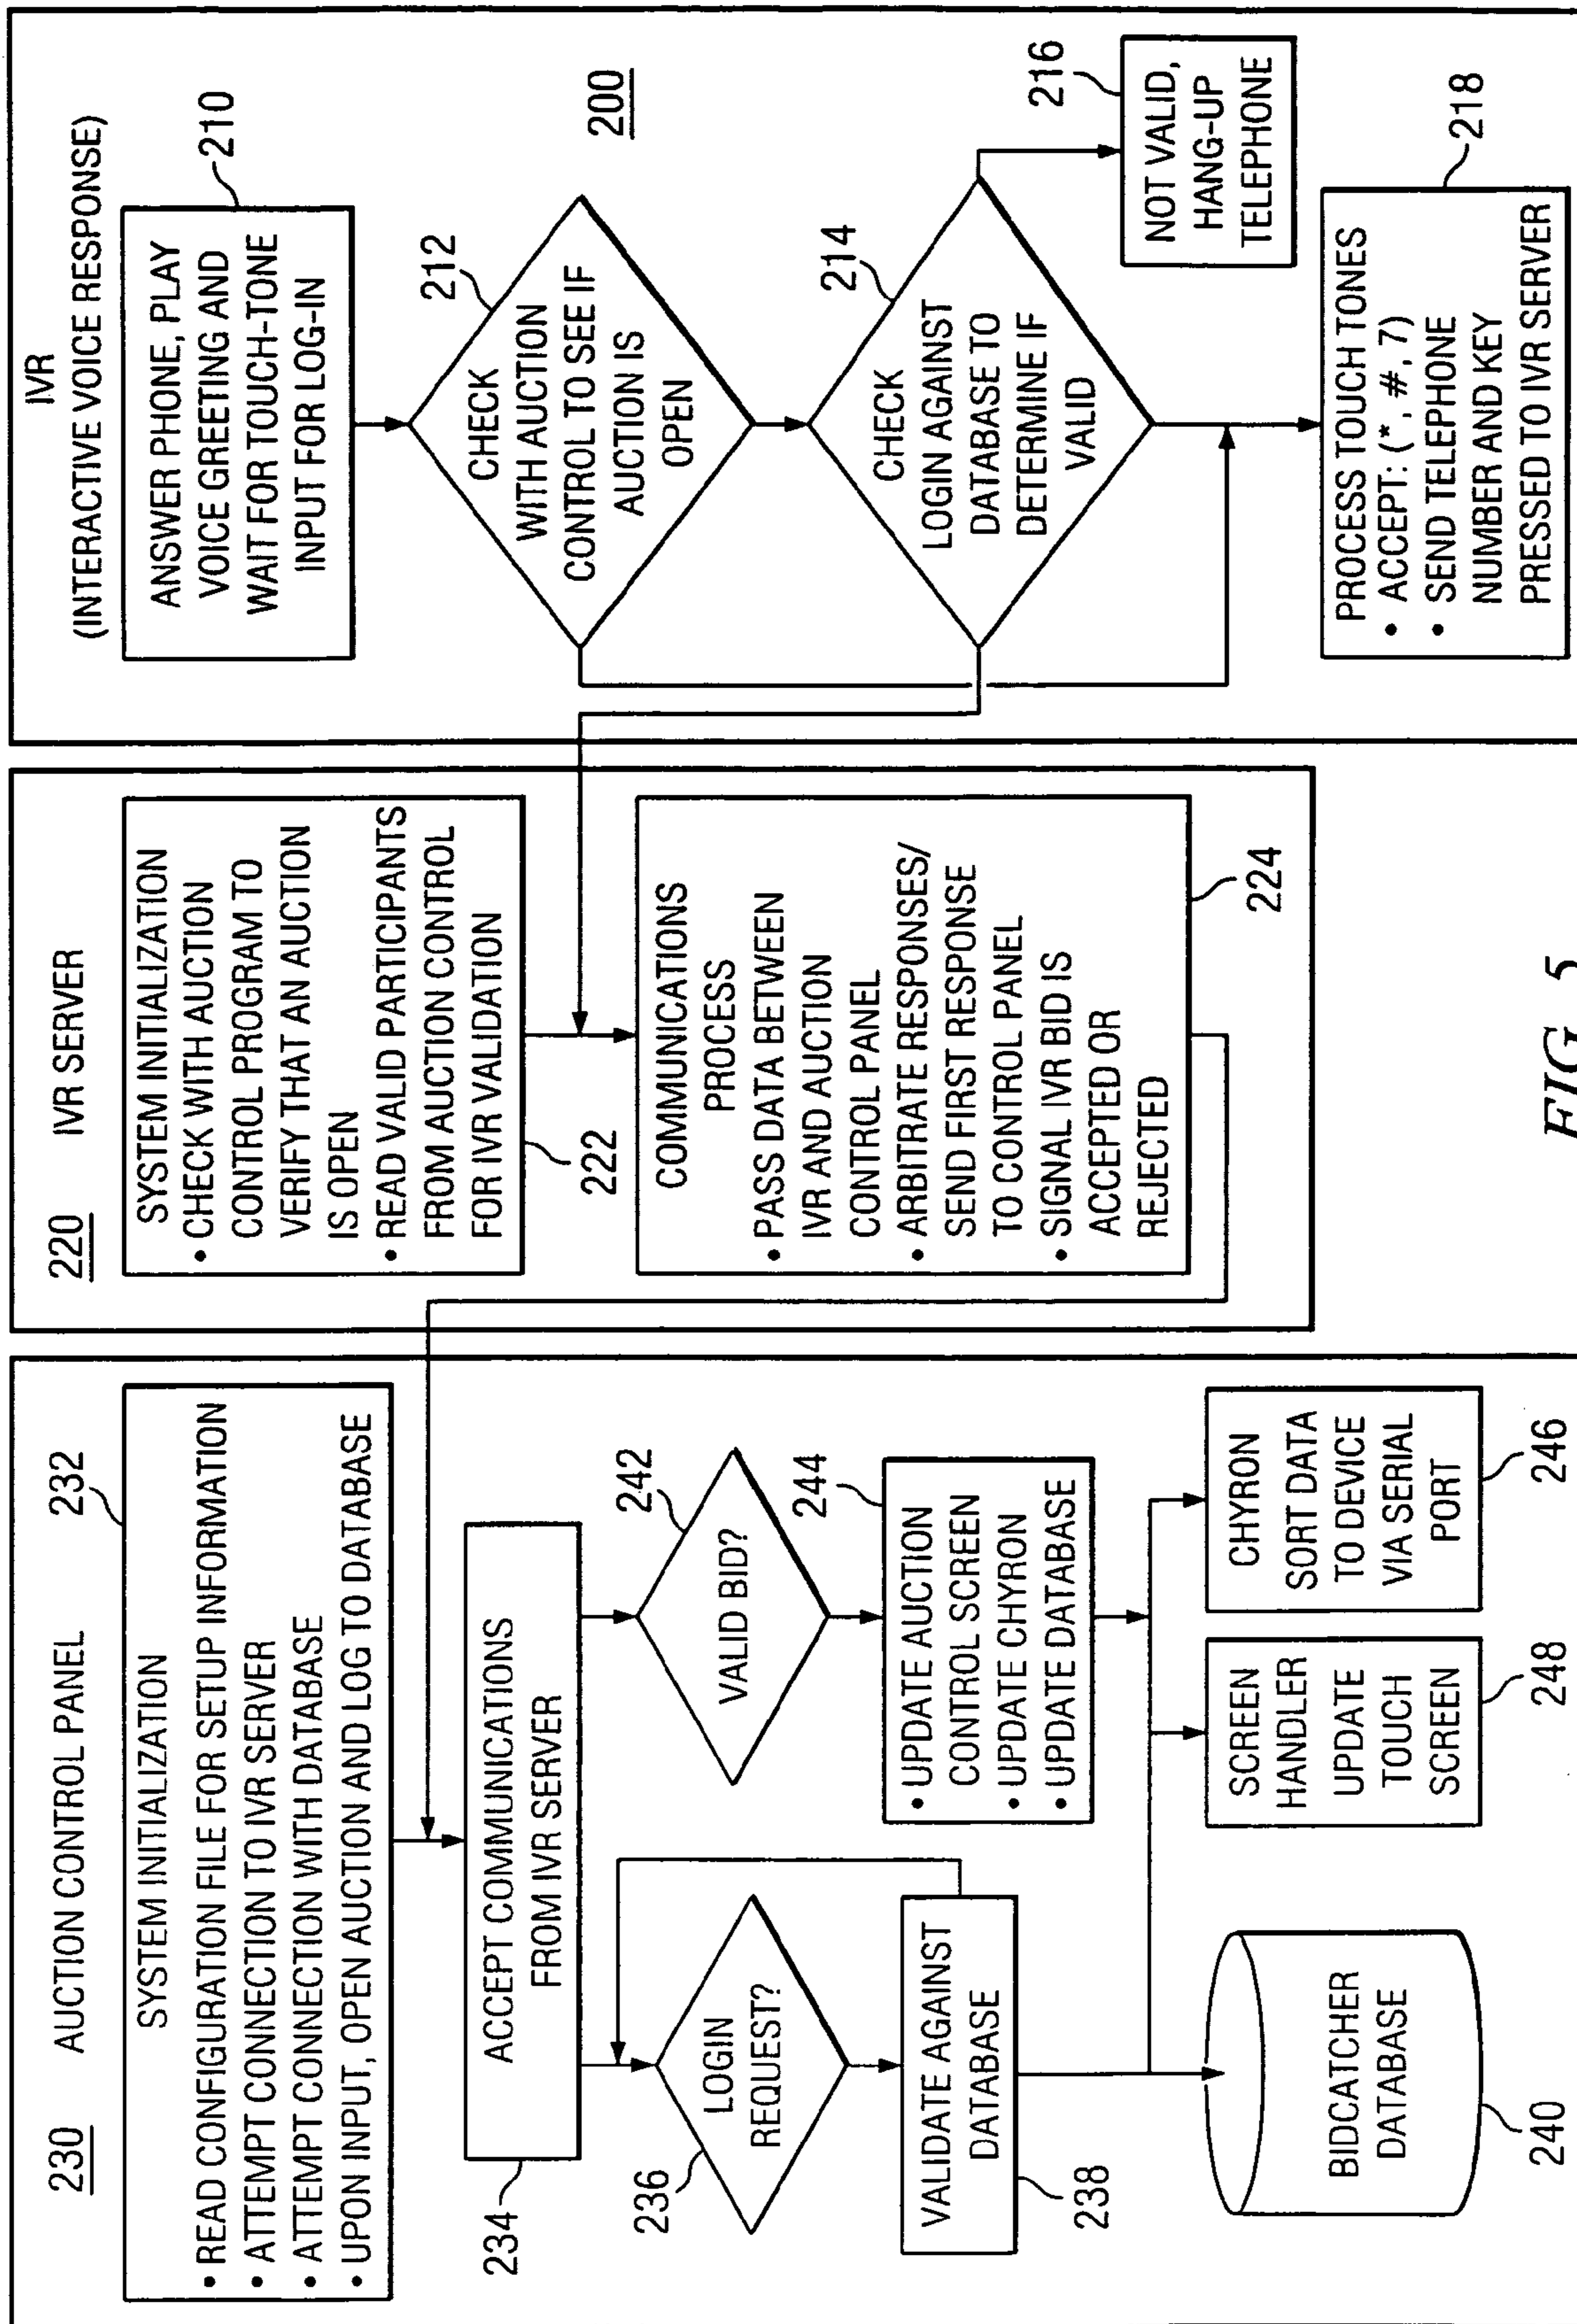 230
AUCTION CONTROL PANEL
232
SYSTEM INITIALIZATION
• READ CONFIGURATION FILE FOR SETUP INFORMATION
• ATTEMPT CONNECTION TO IVR SERVER
• ATTEMPT CONNECTION WITH DATABASE
• UPON INPUT, OPEN AUCTION AND LOG TO DATABASE
234
ACCEPT COMMUNICATIONS
FROM IVR SERVER
236
LOGIN
REQUEST?
242
VALID BID?
VALIDATE AGAINST
DATABASE
238
244
• UPDATE AUCTION
CONTROL SCREEN
• UPDATE CHYRON
• UPDATE DATABASE
BIDCATCHER
DATABASE
240
SCREEN
HANDLER
UPDATE
TOUCH
SCREEN
248
CHYRON
SORT DATA
TO DEVICE
VIA SERIAL
PORT
246
220
IVR SERVER
SYSTEM INITIALIZATION
• CHECK WITH AUCTION
CONTROL PROGRAM TO
VERIFY THAT AN AUCTION
IS OPEN
• READ VALID PARTICIPANTS
FROM AUCTION CONTROL
FOR IVR VALIDATION
222
COMMUNICATIONS
PROCESS
• PASS DATA BETWEEN
IVR AND AUCTION
CONTROL PANEL
• ARBITRATE RESPONSES/
SEND FIRST RESPONSE
TO CONTROL PANEL
• SIGNAL IVR BID IS
ACCEPTED OR
REJECTED
224
IVR
(INTERACTIVE VOICE RESPONSE)
ANSWER PHONE, PLAY
VOICE GREETING AND
WAIT FOR TOUCH-TONE
INPUT FOR LOG-IN
210
200
212
CHECK
WITH AUCTION
CONTROL TO SEE IF
AUCTION IS
OPEN
214
CHECK
LOGIN AGAINST
DATABASE TO
DETERMINE IF
VALID
216
NOT VALID,
HANG-UP
TELEPHONE
PROCESS TOUCH TONES
• ACCEPT: (*, #, 7)
• SEND TELEPHONE
NUMBER AND KEY
PRESSED TO IVR SERVER
218
FIG. 5